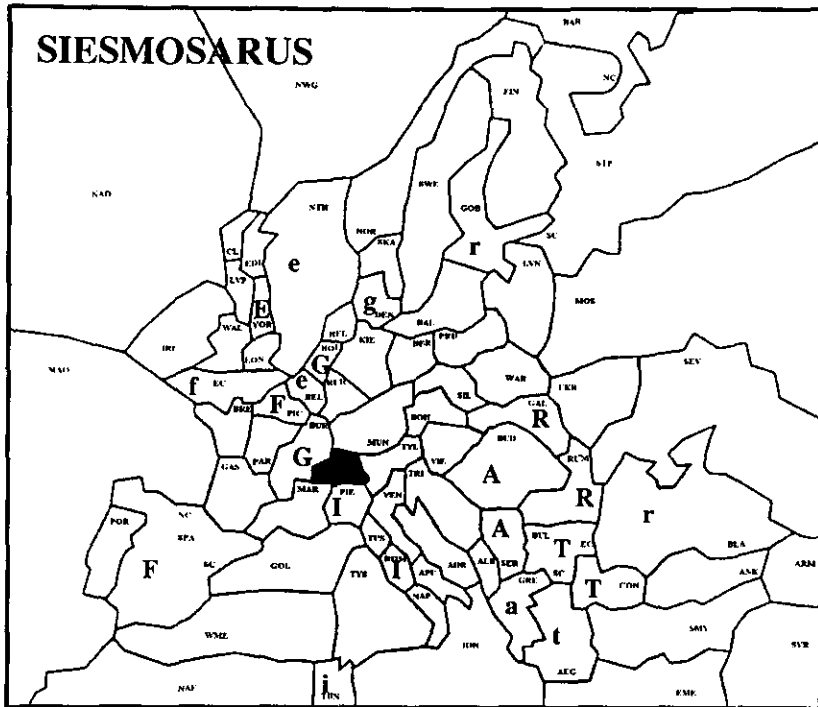 SIESMOSARUS
BAR
NWG
NC
FIN
STP
NAO
SWE
NTH
GOB
NOR
SKA
SC
r
CL
EDI
e
LVN
LVP
MOS
g
DEN
E
YOR
WAL
BAL
HEL
IRI
KIE
BER
PRU
HOL
LON
SEV
MAO
G
RUH
f
EC
e
WAR
UKR
BEL
SIL
F
BRE
PIC
GAL
BOH
R
BUR
MUN
BUD
TYL
VIE
G
RUM
GAS
PAR
TRI
A
MAR
PIE
VEN
R
I
POR
NC
r
SPA
A
BUL
TUS
T
EC
BLA
F
SC
ROM
ADR
ALB
SER
GOL
TYS
I
APU
GRE
SC
ANK
ARM
T
CON
NAP
a
t
WME
ION
SMY
SYR
AEG
NAF
i
TUN
EME